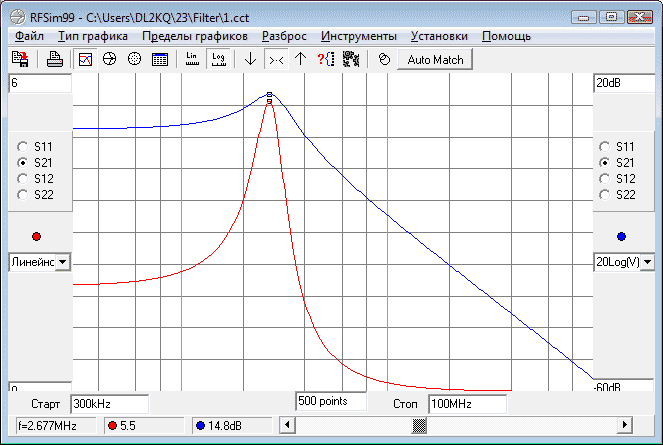 RFSim99 - C:\Users\DL2KQ\23\Filter\1.cct
Файл Тип графика Пределы графиков Разброс Инструменты Установки Помощь
Lin Log Auto Match
6 20dB
S11 S11
S21 S21
S12 S12
S22 S22
Линейнс 20Log(V)
0 -60dB
Старт 300kHz 500 points Стоп 100MHz
f=2.677MHz 5.5 14.8dB